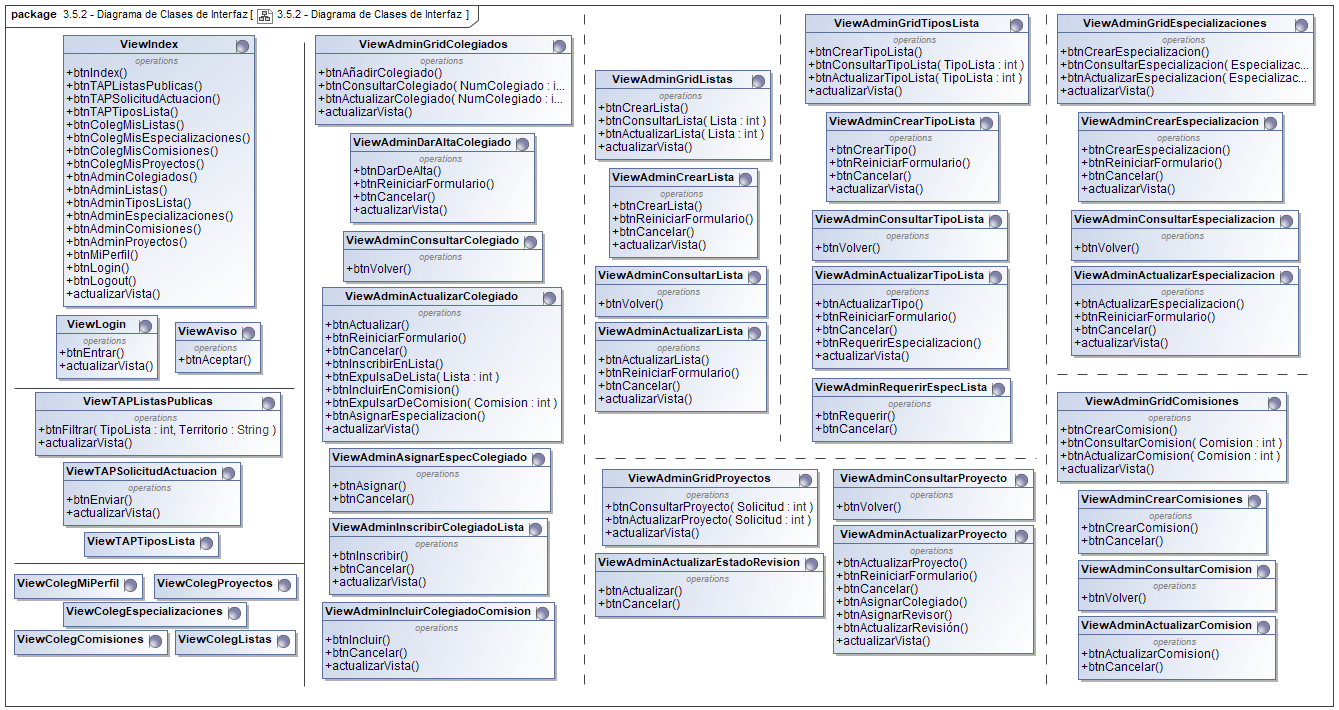 package 3.5.2 - Diagrama de Clases de Interfaz [ 3.5.2 - Diagrama de Clases de Interfaz ]
ViewIndex
operations
+btnIndex()
+btnTAPListasPublicas()
+btnTAPSolicitudActuacion()
+btnTAPTiposLista()
+btnColegMisListas()
+btnColegMisEspecializaciones()
+btnColegMisComisiones()
+btnColegMisProyectos()
+btnAdminColegiados()
+btnAdminListas()
+btnAdminTiposLista()
+btnAdminEspecializaciones()
+btnAdminComisiones()
+btnAdminProyectos()
+btnMiPerfil()
+btnLogin()
+btnLogout()
+actualizarVista()
ViewLogin
operations
+btnEntrar()
+actualizarVista()
ViewAviso
operations
+btnAceptar()
ViewTAPListasPublicas
operations
+btnFiltrar( TipoLista : int, Territorio : String )
+actualizarVista()
ViewTAPSolicitudActuacion
operations
+btnEnviar()
+actualizarVista()
ViewTAPTiposLista
ViewColegMiPerfil
ViewColegProyectos
ViewColegEspecializaciones
ViewColegComisiones
ViewColegListas
ViewAdminGridColegiados
operations
+btnAñadirColegiado()
+btnConsultarColegiado( NumColegiado : i...
+btnActualizarColegiado( NumColegiado : i...
+actualizarVista()
ViewAdminDarAltaColegiado
operations
+btnDarDeAlta()
+btnReiniciarFormulario()
+btnCancelar()
+actualizarVista()
ViewAdminConsultarColegiado
operations
+btnVolver()
ViewAdminActualizarColegiado
operations
+btnActualizar()
+btnReiniciarFormulario()
+btnCancelar()
+btnInscribirEnLista()
+btnExpulsaDeLista( Lista : int )
+btnIncluirEnComision()
+btnExpulsarDeComision( Comision : int )
+btnAsignarEspecializacion()
+actualizarVista()
ViewAdminAsignarEspecColegiado
operations
+btnAsignar()
+btnCancelar()
ViewAdminInscribirColegiadoLista
operations
+btnInscribir()
+btnCancelar()
+actualizarVista()
ViewAdminIncluirColegiadoComision
operations
+btnIncluir()
+btnCancelar()
+actualizarVista()
ViewAdminGridListas
operations
+btnCrearLista()
+btnConsultarLista( Lista : int )
+btnActualizarLista( Lista : int )
+actualizarVista()
ViewAdminCrearLista
operations
+btnCrearLista()
+btnReiniciarFormulario()
+btnCancelar()
+actualizarVista()
ViewAdminConsultarLista
operations
+btnVolver()
ViewAdminActualizarLista
operations
+btnActualizarLista()
+btnReiniciarFormulario()
+btnCancelar()
+actualizarVista()
ViewAdminGridTiposLista
operations
+btnCrearTipoLista()
+btnConsultarTipoLista( TipoLista : int )
+btnActualizarTipoLista( TipoLista : int )
+actualizarVista()
ViewAdminCrearTipoLista
operations
+btnCrearTipo()
+btnReiniciarFormulario()
+btnCancelar()
+actualizarVista()
ViewAdminConsultarTipoLista
operations
+btnVolver()
ViewAdminActualizarTipoLista
operations
+btnActualizarTipo()
+btnReiniciarFormulario()
+btnCancelar()
+btnRequerirEspecializacion()
+actualizarVista()
ViewAdminRequerirEspecLista
operations
+btnRequerir()
+btnCancelar()
ViewAdminGridProyectos
operations
+btnConsultarProyecto( Solicitud : int )
+btnActualizarProyecto( Solicitud : int )
+actualizarVista()
ViewAdminActualizarEstadoRevision
operations
+btnActualizar()
+btnCancelar()
ViewAdminConsultarProyecto
operations
+btnVolver()
ViewAdminActualizarProyecto
operations
+btnActualizarProyecto()
+btnReiniciarFormulario()
+btnCancelar()
+btnAsignarColegiado()
+btnAsignarRevisor()
+btnActualizarRevisión()
+actualizarVista()
ViewAdminGridEspecializaciones
operations
+btnCrearEspecializacion()
+btnConsultarEspecializacion( Especializac...
+btnActualizarEspecializacion( Especializac...
+actualizarVista()
ViewAdminCrearEspecializacion
operations
+btnCrearEspecializacion()
+btnReiniciarFormulario()
+btnCancelar()
+actualizarVista()
ViewAdminConsultarEspecializacion
operations
+btnVolver()
ViewAdminActualizarEspecializacion
operations
+btnActualizarEspecializacion()
+btnReiniciarFormulario()
+btnCancelar()
+actualizarVista()
ViewAdminGridComisiones
operations
+btnCrearComision()
+btnConsultarComision( Comision : int )
+btnActualizarComision( Comision : int )
+actualizarVista()
ViewAdminCrearComisiones
operations
+btnCrearComision()
+btnCancelar()
ViewAdminConsultarComision
operations
+btnVolver()
ViewAdminActualizarComision
operations
+btnActualizarComision()
+btnCancelar()